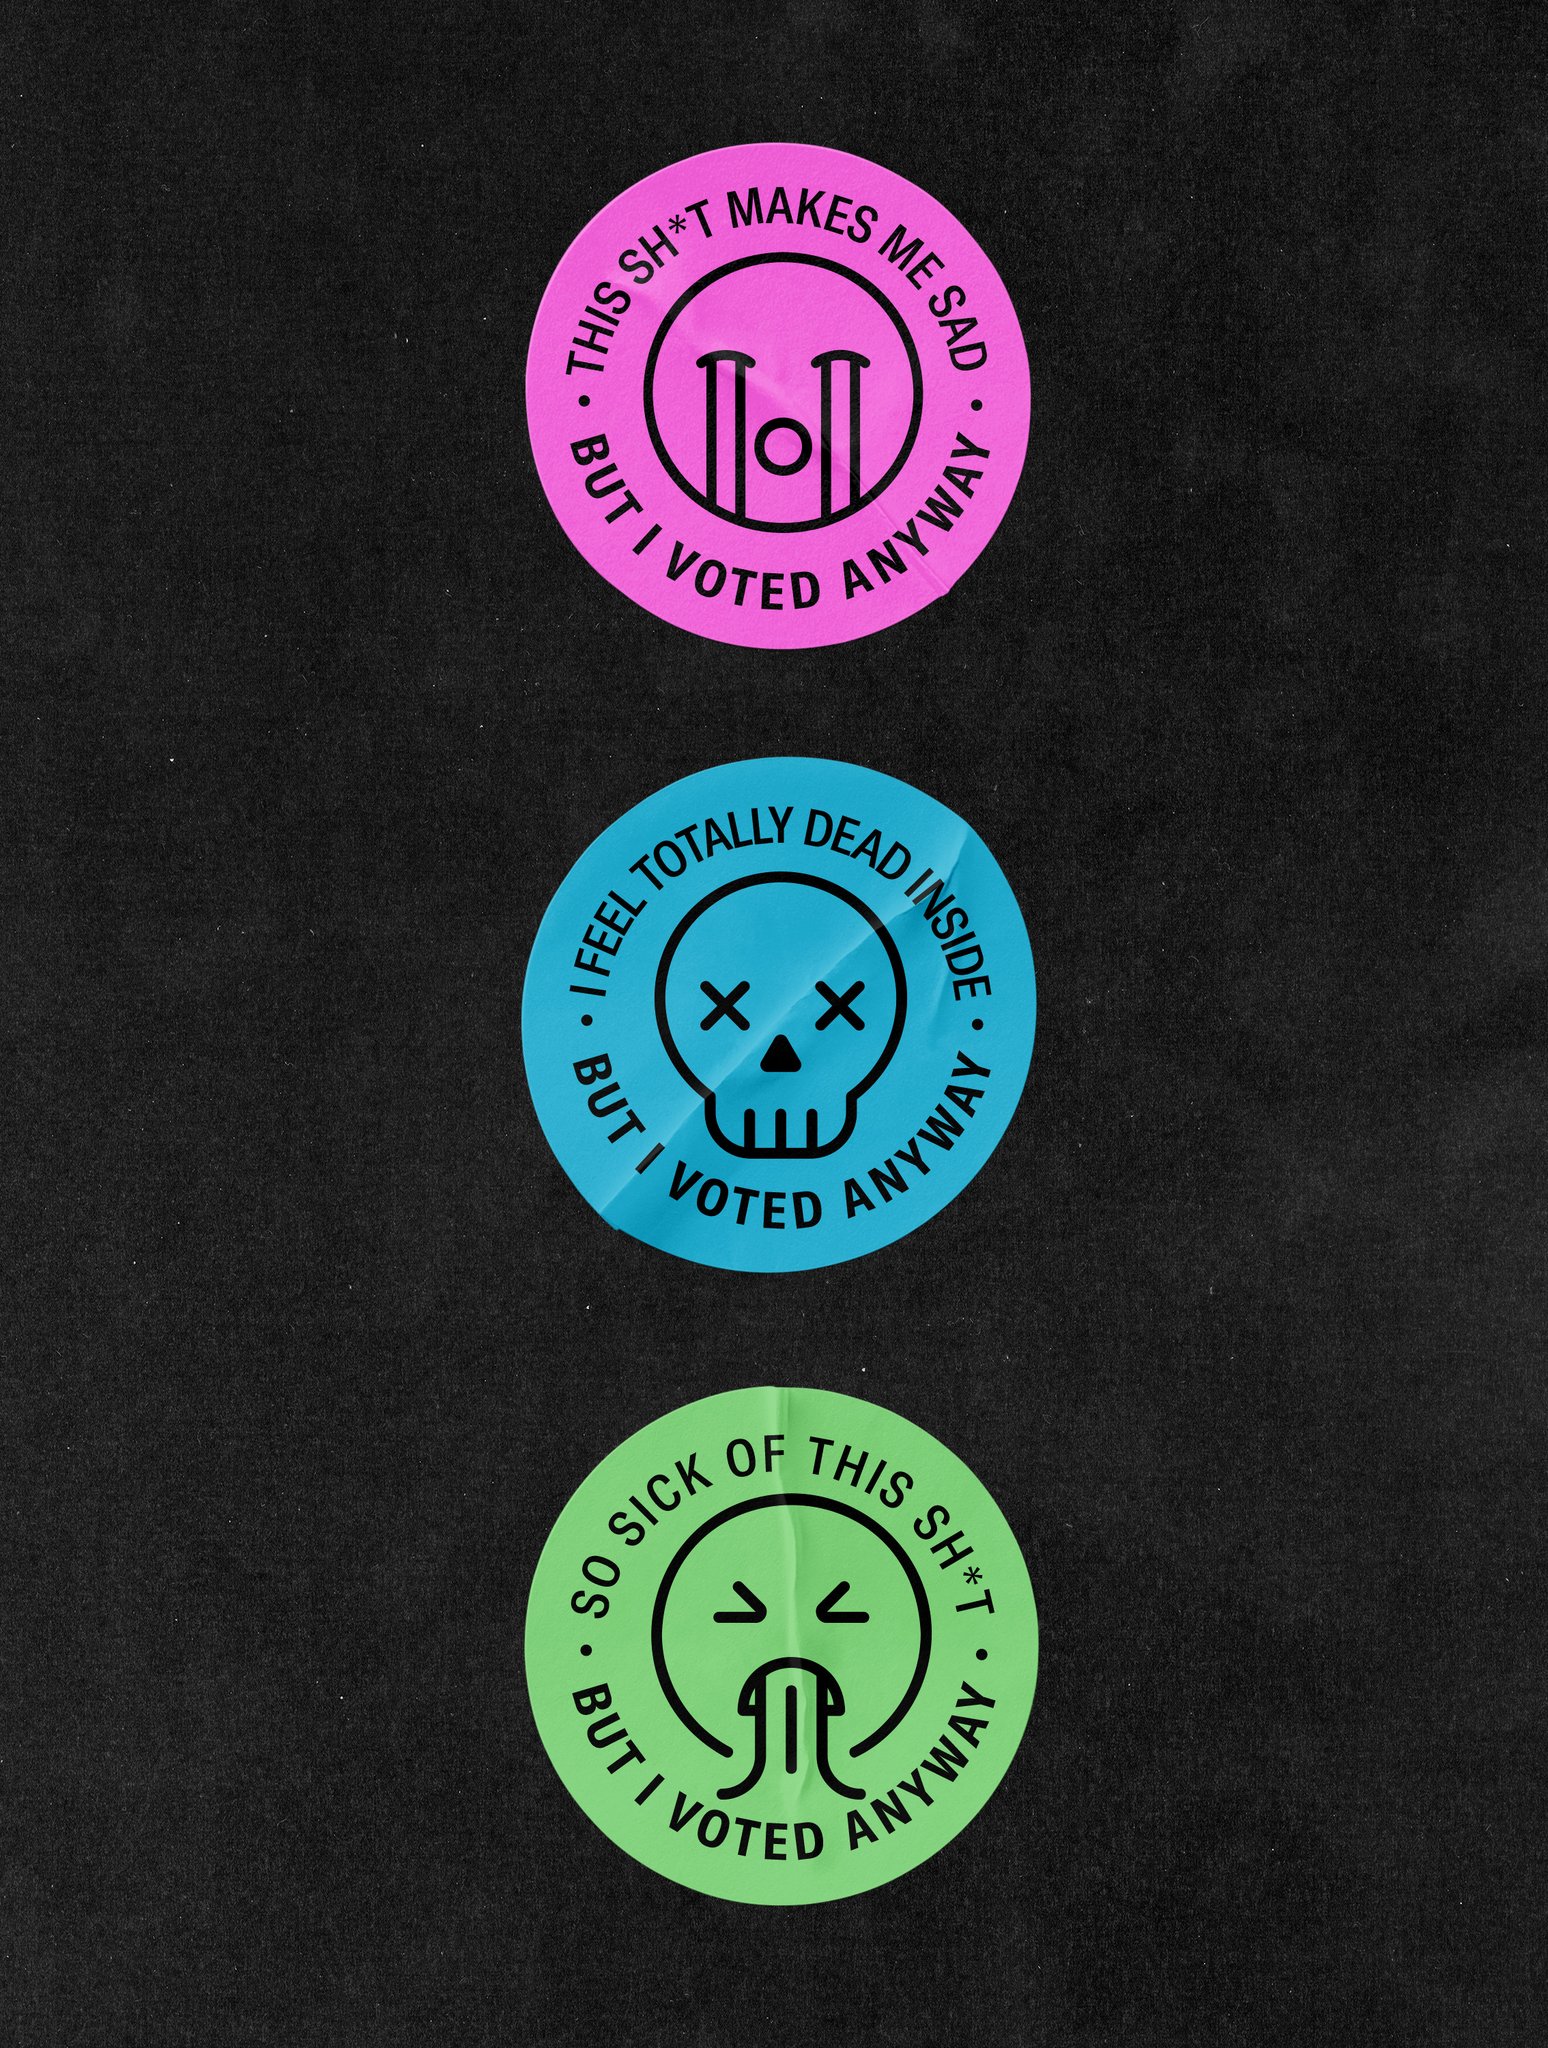 THIS SH*T MAKES ME SAD
• BUT I VOTED ANYWAY •
I FEEL TOTALLY DEAD INSIDE
• BUT I VOTED ANYWAY •
SO SICK OF THIS SH*T
• BUT I VOTED ANYWAY •